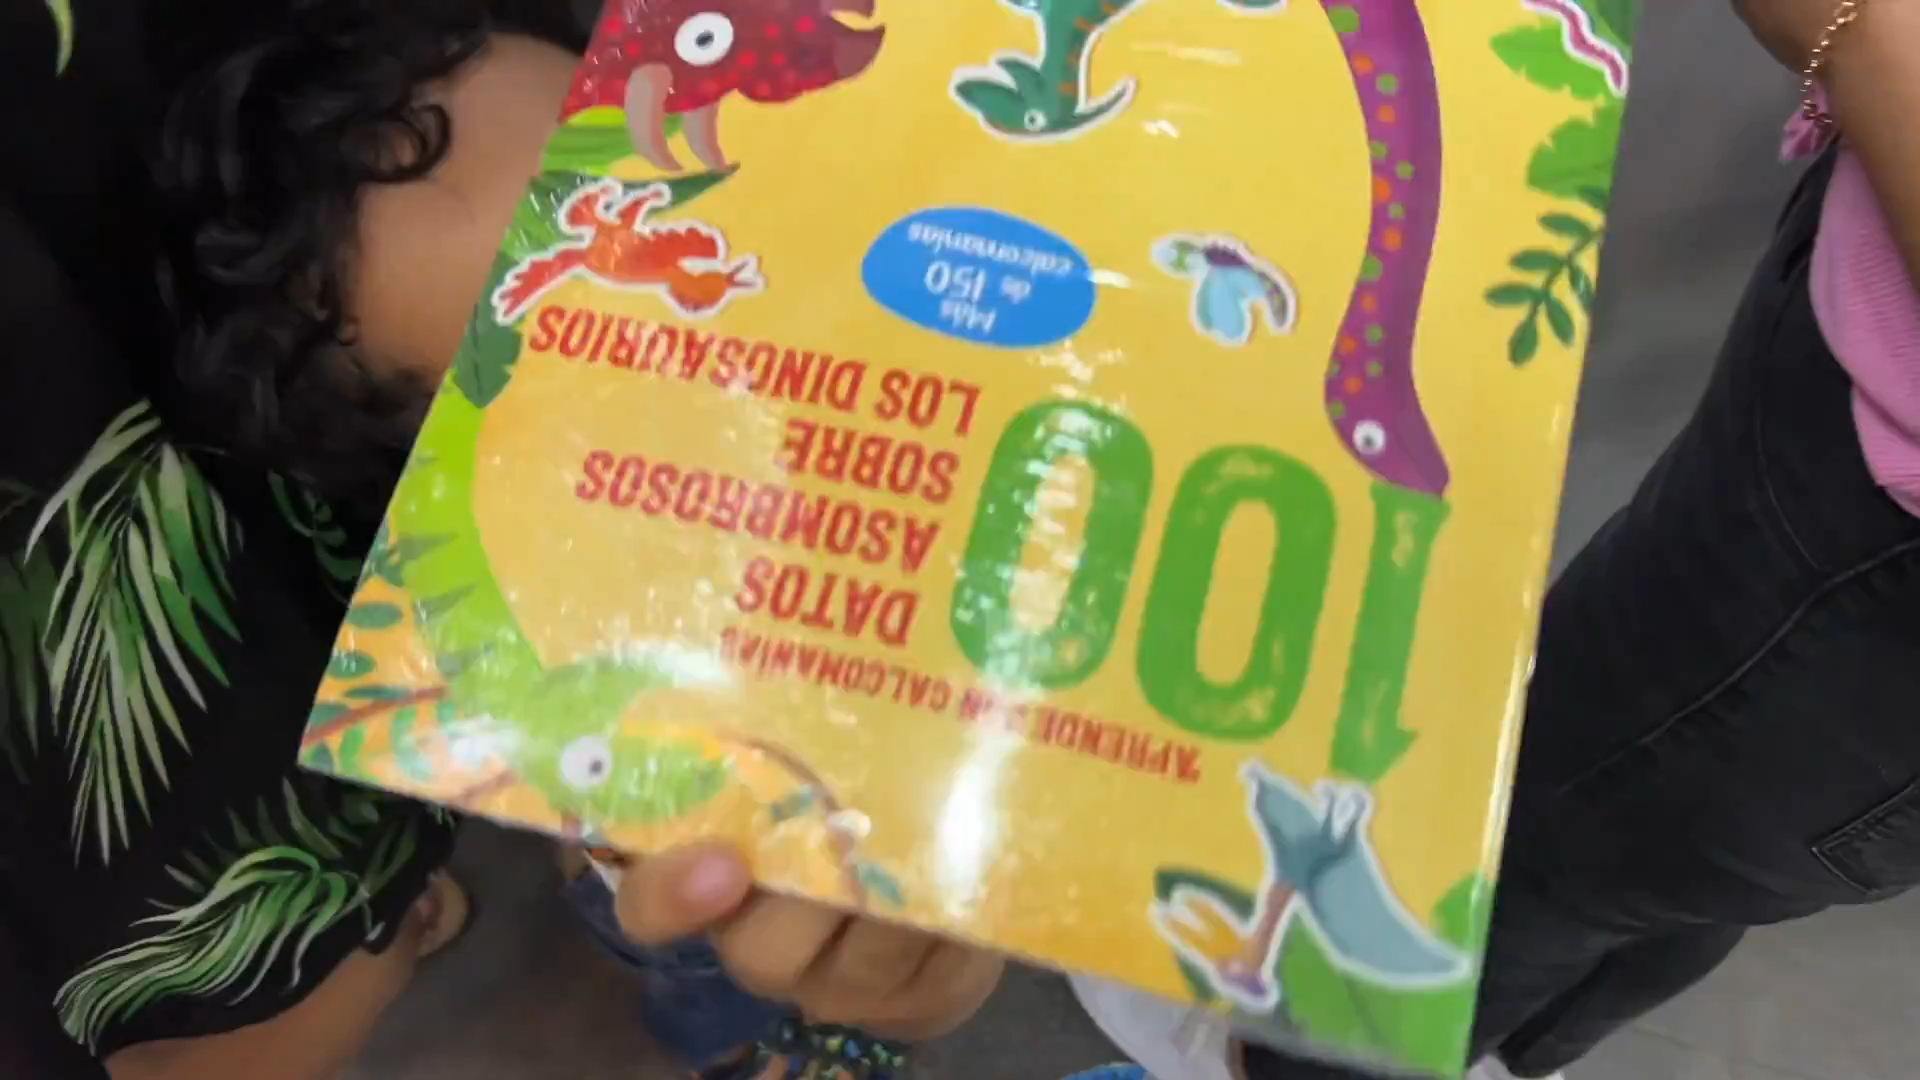 APRENDE CON CALCOMANÍAS
100
DATOS
ASOMBROSOS
SOBRE
LOS DINOSAURIOS
Más
de 150
calcomanías